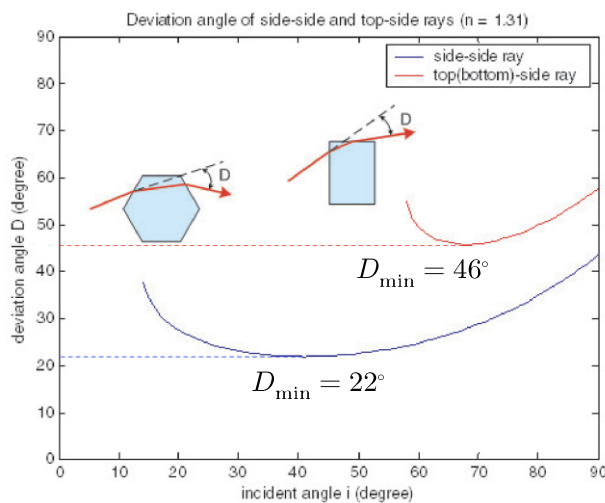 Deviation angle of side-side and top-side rays (n = 1.31)
90
80
70
60
50
40
30
20
10
0
deviation angle D (degree)
side-side ray
top(bottom)-side ray
D
D
D_min = 46°
D_min = 22°
0 10 20 30 40 50 60 70 80 90
incident angle i (degree)